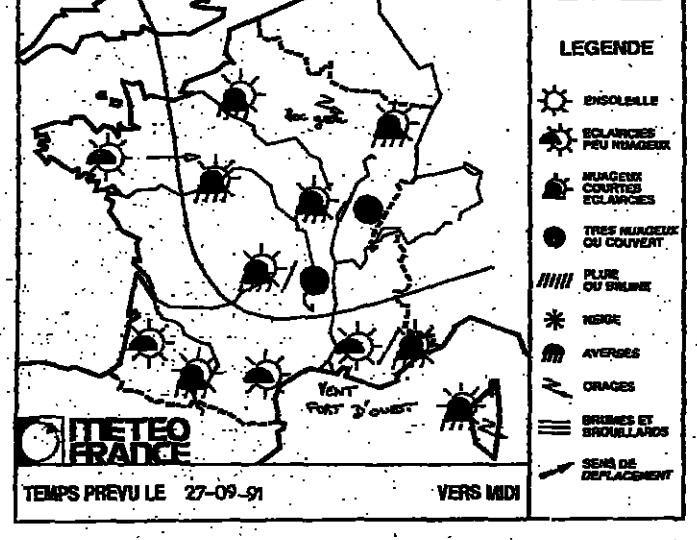 LEGENDE
ENSOLEILLE
ECLAIRCIES
PEU NUAGEUX
NUAGEUX
COURTES
ECLAIRCIES
TRES NUAGEUX
OU COUVERT
PLUIE
OU BRUINE
NEIGE
AVERSES
ORAGES
BRUMES ET
BROUILLARDS
SENS DE
DEPLACEMENT
VENT
FORT D'OUEST
METEO
FRANCE
TEMPS PREVU LE 27-09-91 VERS MIDI